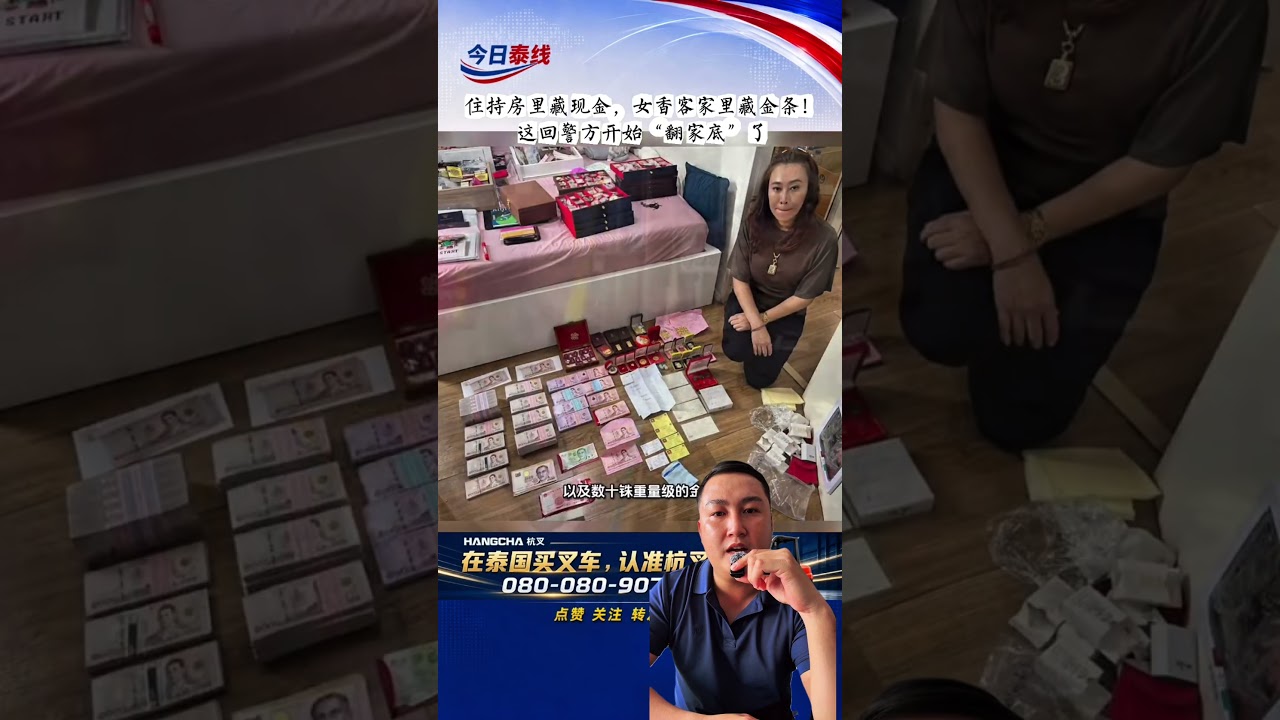 今日泰线
住持房里藏现金，女香客家里藏金条！
这回警方开始“翻家底”了
START
以及数十铢重量级的金
HANGCHA 杭叉
在泰国买叉车，认准杭叉
080-080-907
点赞 关注 转